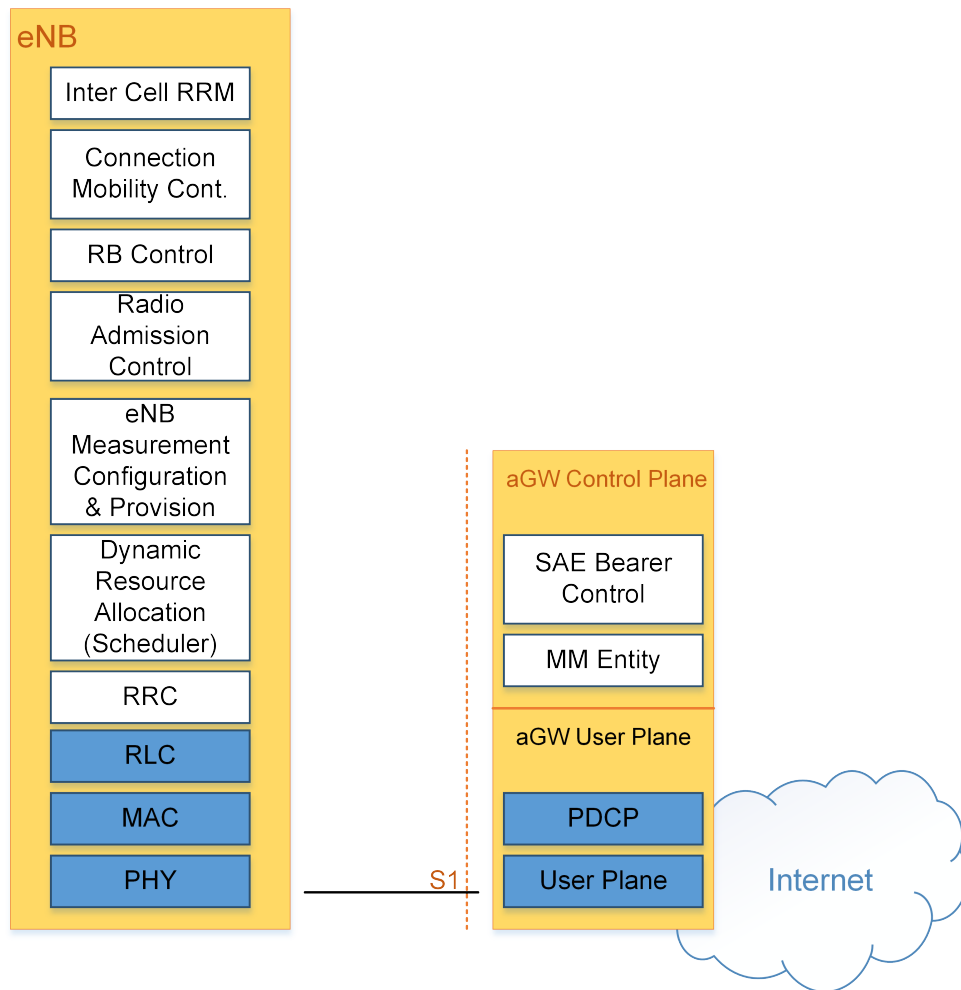 eNB
Inter Cell RRM
Connection
Mobility Cont.
RB Control
Radio
Admission
Control
eNB
Measurement
Configuration
& Provision
Dynamic
Resource
Allocation
(Scheduler)
RRC
RLC
MAC
PHY
S1
aGW Control Plane
SAE Bearer
Control
MM Entity
aGW User Plane
PDCP
User Plane
Internet